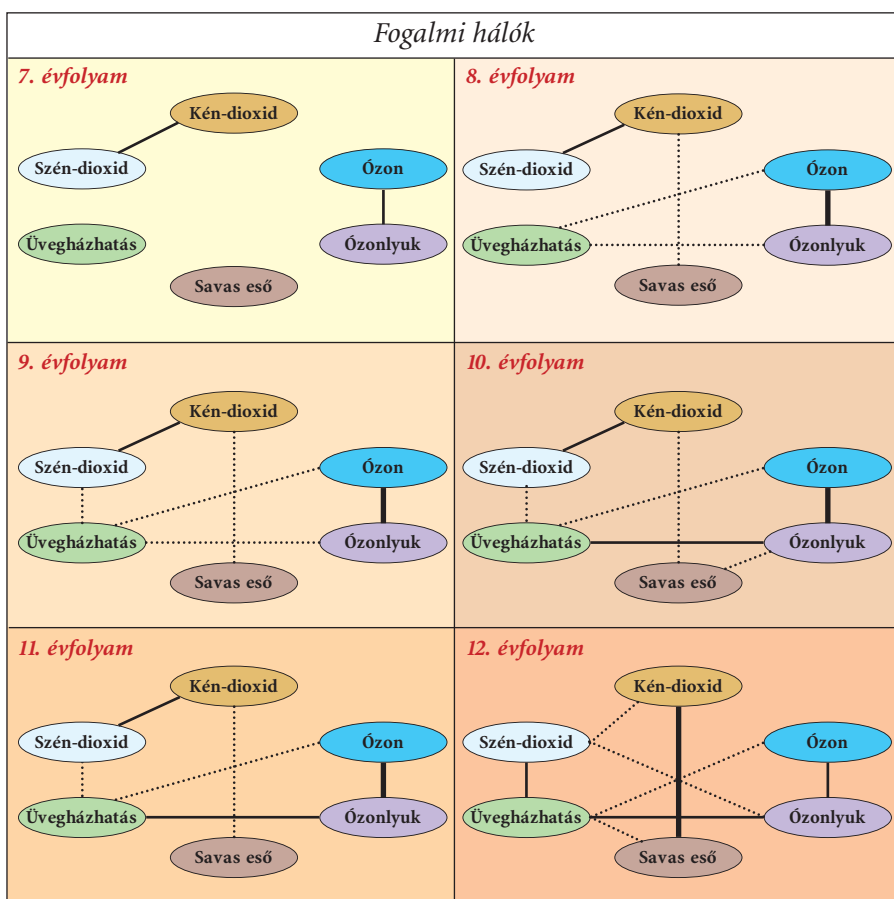 Fogalmi hálók
7. évfolyam
Kén-dioxid
Szén-dioxid
Ózon
Üvegházhatás
Ózonlyuk
Savas eső
8. évfolyam
Kén-dioxid
Szén-dioxid
Ózon
Üvegházhatás
Ózonlyuk
Savas eső
9. évfolyam
Kén-dioxid
Szén-dioxid
Ózon
Üvegházhatás
Ózonlyuk
Savas eső
10. évfolyam
Kén-dioxid
Szén-dioxid
Ózon
Üvegházhatás
Ózonlyuk
Savas eső
11. évfolyam
Kén-dioxid
Szén-dioxid
Ózon
Üvegházhatás
Ózonlyuk
Savas eső
12. évfolyam
Kén-dioxid
Szén-dioxid
Ózon
Üvegházhatás
Ózonlyuk
Savas eső